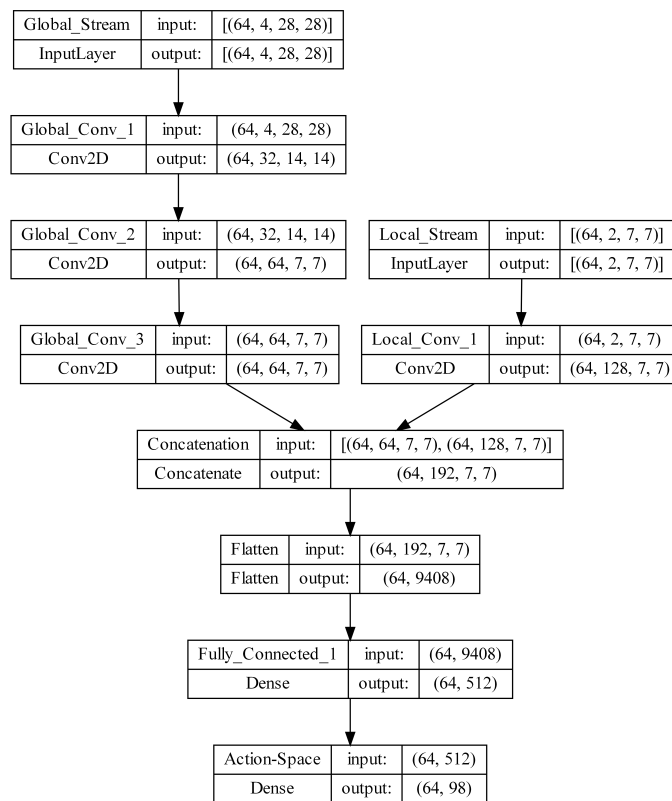 Global_Stream input: [(64, 4, 28, 28)]
InputLayer output: [(64, 4, 28, 28)]
Global_Conv_1 input: (64, 4, 28, 28)
Conv2D output: (64, 32, 14, 14)
Global_Conv_2 input: (64, 32, 14, 14)
Conv2D output: (64, 64, 7, 7)
Local_Stream input: [(64, 2, 7, 7)]
InputLayer output: [(64, 2, 7, 7)]
Global_Conv_3 input: (64, 64, 7, 7)
Conv2D output: (64, 64, 7, 7)
Local_Conv_1 input: (64, 2, 7, 7)
Conv2D output: (64, 128, 7, 7)
Concatenation input: [(64, 64, 7, 7), (64, 128, 7, 7)]
Concatenate output: (64, 192, 7, 7)
Flatten input: (64, 192, 7, 7)
Flatten output: (64, 9408)
Fully_Connected_1 input: (64, 9408)
Dense output: (64, 512)
Action-Space input: (64, 512)
Dense output: (64, 98)